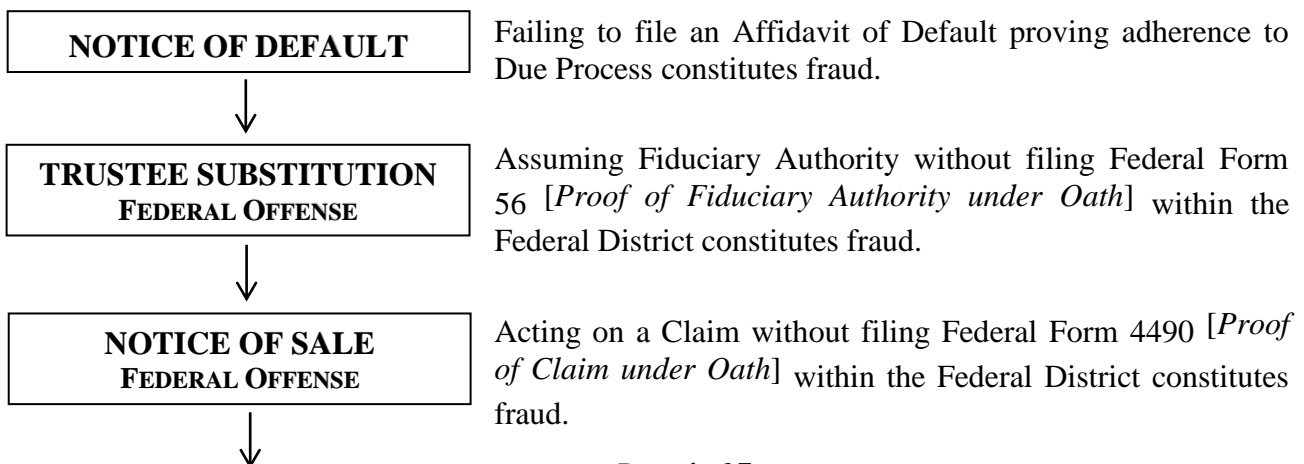 NOTICE OF DEFAULT
Failing to file an Affidavit of Default proving adherence to
Due Process constitutes fraud.
TRUSTEE SUBSTITUTION
FEDERAL OFFENSE
Assuming Fiduciary Authority without filing Federal Form
56 [Proof of Fiduciary Authority under Oath] within the
Federal District constitutes fraud.
NOTICE OF SALE
FEDERAL OFFENSE
Acting on a Claim without filing Federal Form 4490 [Proof
of Claim under Oath] within the Federal District constitutes
fraud.